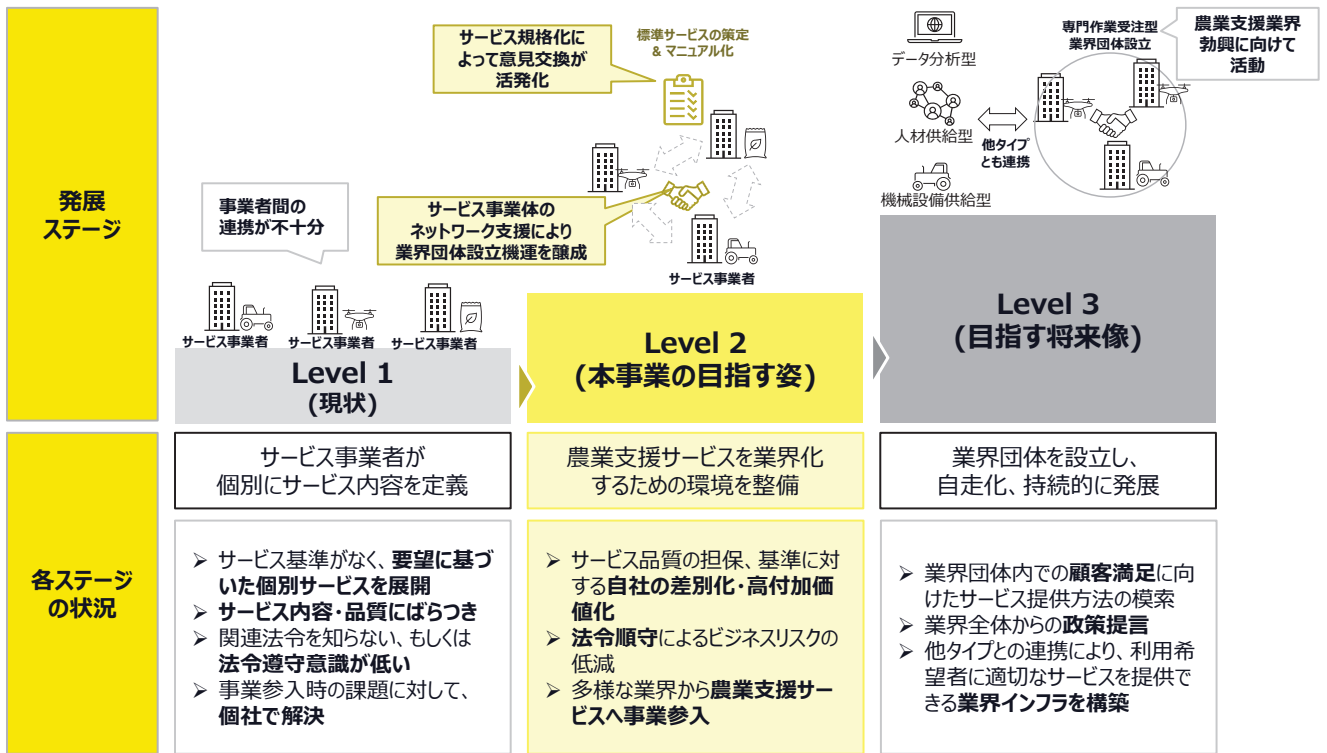 発展
ステージ
事業者間の
連携が不十分
サービス事業者
サービス事業者
サービス事業者
Level 1
(現状)
サービス規格化に
よって意見交換が
活発化
標準サービスの策定
& マニュアル化
サービス事業体の
ネットワーク支援により
業界団体設立機運を醸成
サービス事業者
Level 2
(本事業の目指す姿)
データ分析型
人材供給型
機械設備供給型
他タイプ
とも連携
専門作業受注型
業界団体設立
農業支援業界
勃興に向けて
活動
Level 3
(目指す将来像)
各ステージ
の状況
サービス事業者が
個別にサービス内容を定義
➢ サービス基準がなく、要望に基づ
いた個別サービスを展開
➢ サービス内容・品質にばらつき
➢ 関連法令を知らない、もしくは
法令遵守意識が低い
➢ 事業参入時の課題に対して、
個社で解決
農業支援サービスを業界化
するための環境を整備
➢ サービス品質の担保、基準に対
する自社の差別化・高付加価
値化
➢ 法令順守によるビジネスリスクの
低減
➢ 多様な業界から農業支援サー
ビスへ事業参入
業界団体を設立し、
自走化、持続的に発展
➢ 業界団体内での顧客満足に向
けたサービス提供方法の模索
➢ 業界全体からの政策提言
➢ 他タイプとの連携により、利用希
望者に適切なサービスを提供で
きる業界インフラを構築